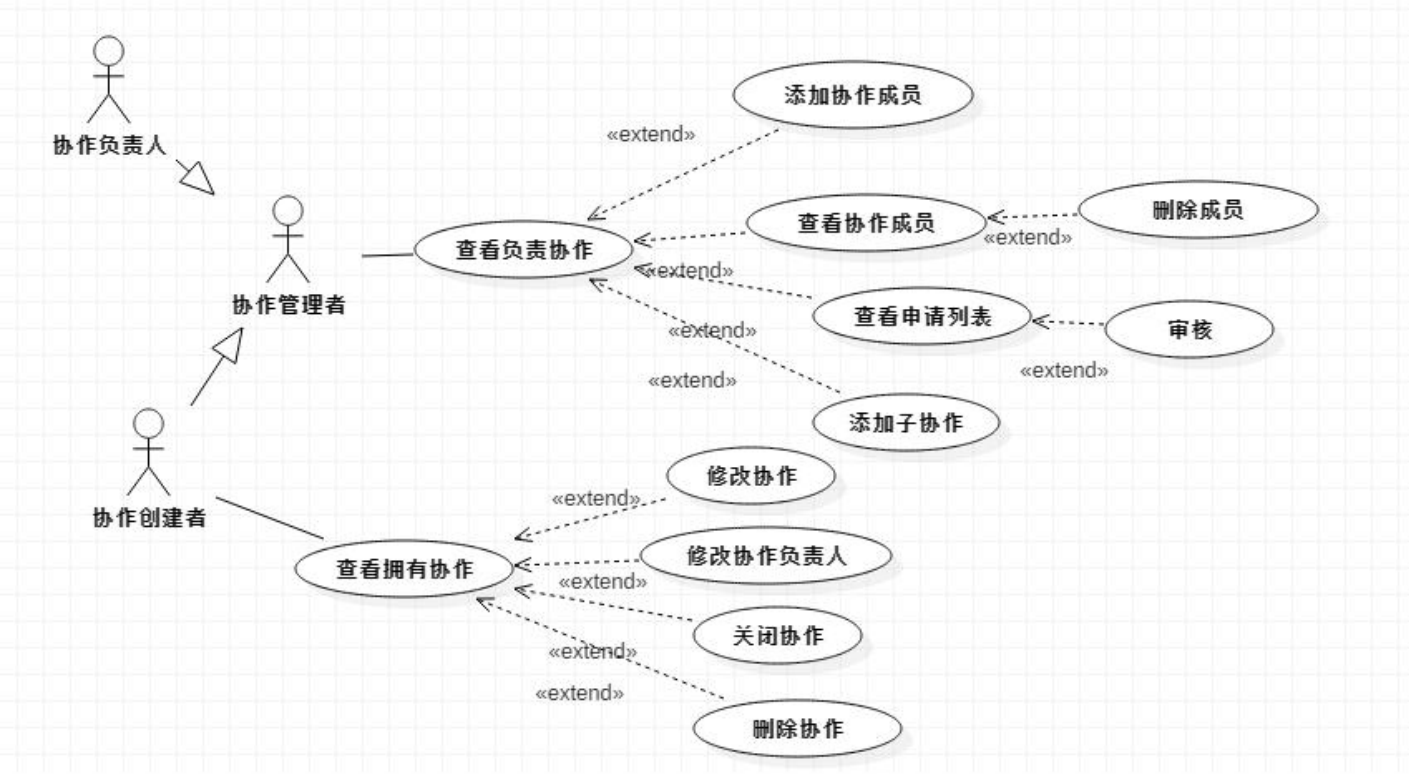 添加协作成员
«extend»
协作负责人
查看协作成员
删除成员
«extend»
查看负责协作
«extend»
协作管理者
查看申请列表
审核
«extend»
«extend»
«extend»
添加子协作
修改协作
«extend»
协作创建者
修改协作负责人
查看拥有协作
«extend»
关闭协作
«extend»
«extend»
删除协作